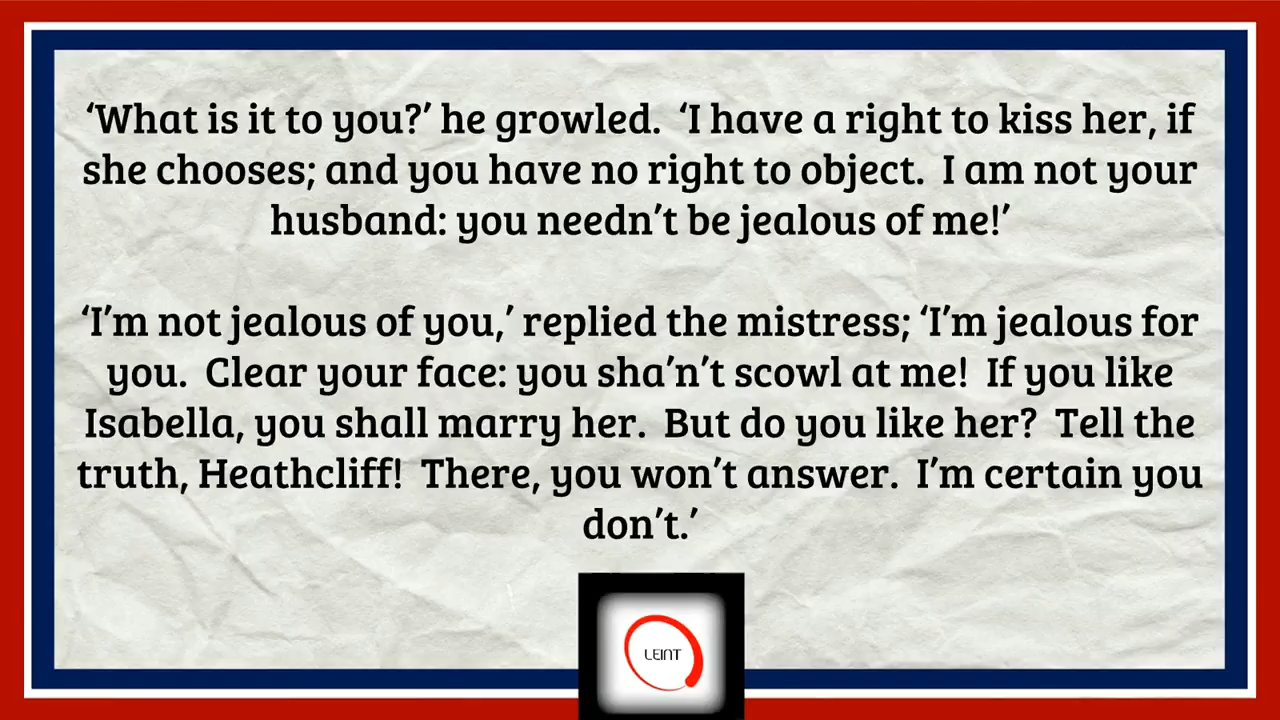 ‘What is it to you?’ he growled.  ‘I have a right to kiss her, if
she chooses; and you have no right to object.  I am not your
husband: you needn’t be jealous of me!’
‘I’m not jealous of you,’ replied the mistress; ‘I’m jealous for
you.  Clear your face: you sha’n’t scowl at me!  If you like
Isabella, you shall marry her.  But do you like her?  Tell the
truth, Heathcliff!  There, you won’t answer.  I’m certain you
don’t.’
LEINT